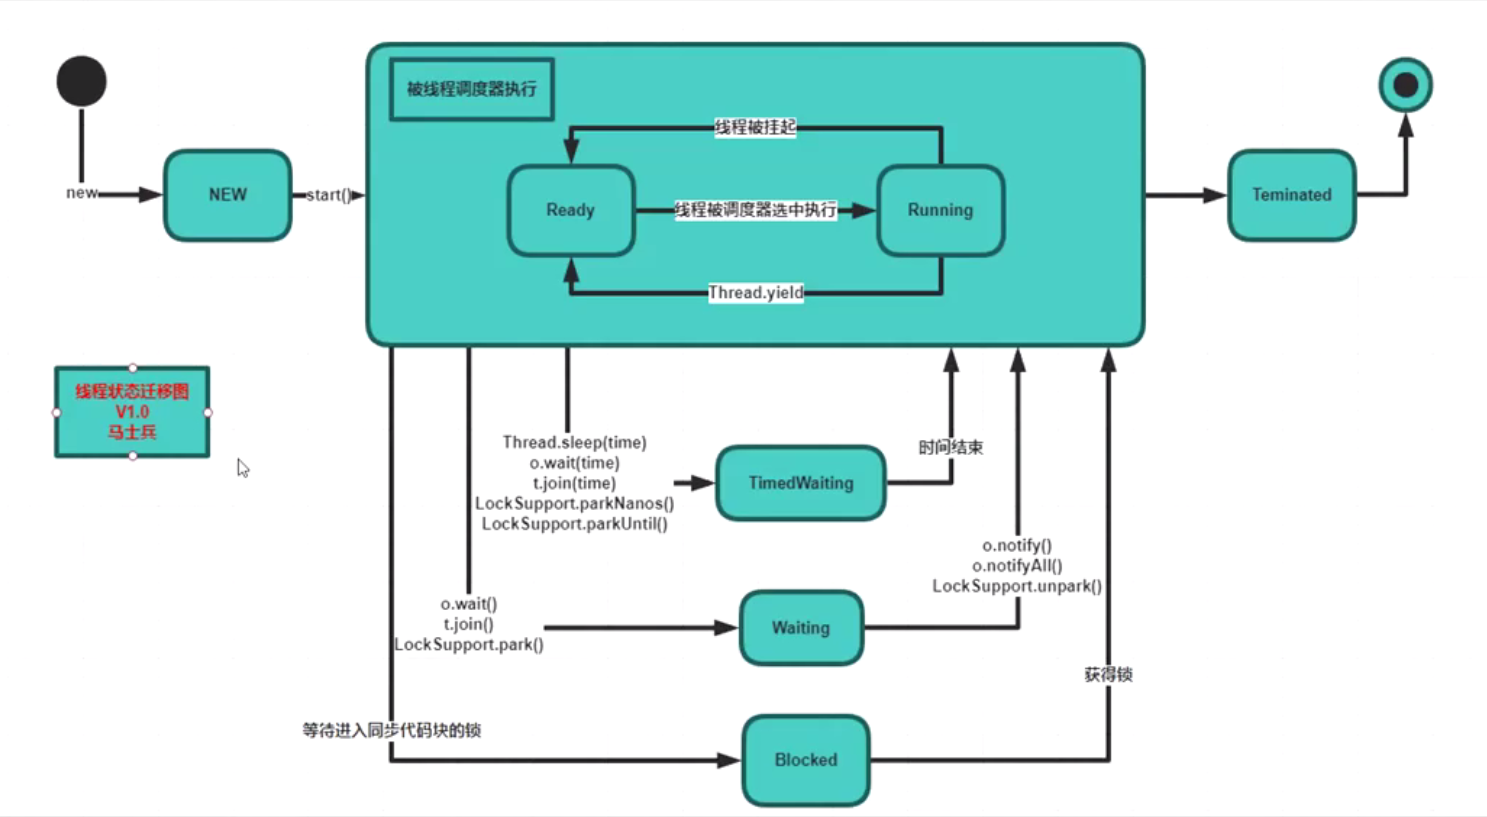 被线程调度器执行
线程被挂起
new
NEW
start()
Ready
线程被调度器选中执行
Running
Teminated
Thread.yield
线程状态迁移图
V1.0
马士兵
Thread.sleep(time)
o.wait(time)
t.join(time)
LockSupport.parkNanos()
LockSupport.parkUntil()
TimedWaiting
时间结束
o.notify()
o.notifyAll()
LockSupport.unpark()
o.wait()
t.join()
LockSupport.park()
Waiting
获得锁
等待进入同步代码块的锁
Blocked